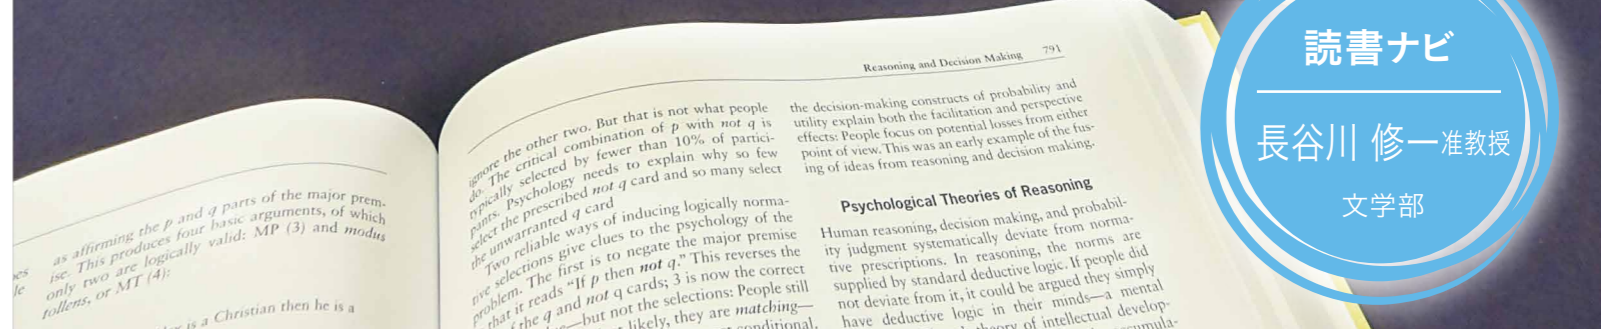 as affirming the p and q parts of the major prem-
ise. This produces four basic arguments, of which
only two are logically valid: MP (3) and modus
tollens, or MT (4):
is a Christian then he is a
Reasoning and Decision Making 791
ignore the other two. But that is not what people
do. The critical combination of p with not q is
typically selected by fewer than 10% of partici-
pants. Psychology needs to explain why so few
select the prescribed not q card and so many select
the unwarranted q card
Two reliable ways of inducing logically norma-
tive selections give clues to the psychology of the
problem. The first is to negate the major premise
that it reads “If p then not q.” This reverses the
the q and not q cards; 3 is now the correct
—but not the selections: People still
likely, they are matching—
conditional,
the decision-making constructs of probability and
utility explain both the facilitation and perspective
effects: People focus on potential losses from either
point of view. This was an early example of the fus-
ing of ideas from reasoning and decision making.
Psychological Theories of Reasoning
Human reasoning, decision making, and probabil-
ity judgment systematically deviate from norma-
tive prescriptions. In reasoning, the norms are
supplied by standard deductive logic. If people did
not deviate from it, it could be argued they simply
have deductive logic in their minds—a mental
theory of intellectual develop-
読書ナビ
長谷川 修一准教授
文学部